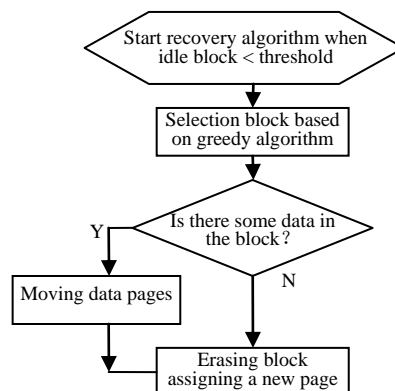 Start recovery algorithm when
idle block < threshold
Selection block based
on greedy algorithm
Is there some data in
the block?
Y
N
Moving data pages
Erasing block
assigning a new page